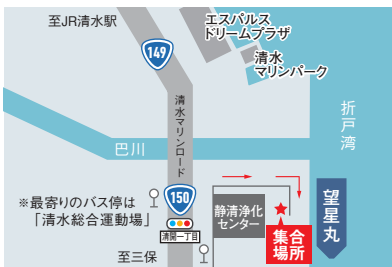 至JR清水駅
エスパルス
ドリームプラザ
149
清水
マリンパーク
清水マリンロード
折戸湾
巴川
150
※最寄りのバス停は
「清水総合運動場」
清開一丁目
静清浄化
センター
集合
場所
望星丸
至三保